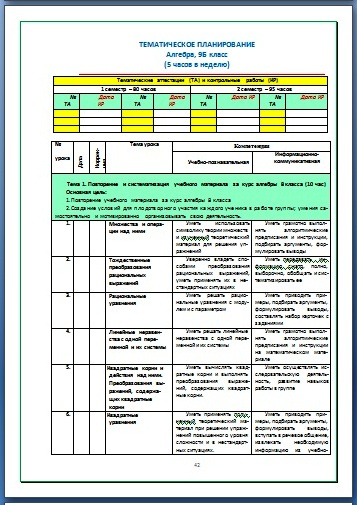 ТЕМАТИЧЕСКОЕ ПЛАНИРОВАНИЕ
Алгебра, 9Б класс
(5 часов в неделю)
Тематические аттестации (ТА) и контрольные работы (КР)
1 семестр – 80 часов 2 семестр – 95 часов
№ ТА Дата КР № ТА Дата КР № ТА Дата КР № ТА Дата КР
№ урока Дата Тема урока Компетенции
Учебно-познавательная Информационно-коммуникативная
Тема 1. Повторение и систематизация учебного материала за курс алгебры 8 класса (10 час)
Основная цель:
1.Повторение учебного материала за курс алгебры 8 класса
2.Создание условий для плодотворного участия каждого ученика в работе группы; умения самостоятельно и мотивированно организовывать свою деятельность.
1. Множества и операции над ними Уметь использовать символику теории множеств и теоретический материал для решения упражнений Уметь грамотно выполнять алгоритмические предписания и инструкции, подбирать аргументы, формулировать выводы
2. Тождественные преобразования рациональных выражений Уверенно владеть способами преобразования рациональных выражений, уметь применять их в нестандартных ситуациях Уметь полно, выборочно, обобщать и систематизировать ее
3. Рациональные уравнения Уметь решать рациональные уравнения с модулем и с параметром Уметь приводить примеры, подбирать аргументы, формулировать выводы, составлять набор карточек с заданиями
4. Линейные неравенства с одной переменной и их системы Уметь решать линейные неравенства с одной переменной и их системы Уметь грамотно выполнять алгоритмические предписания и инструкции на математическом материале
5. Квадратные корни и действия над ними. Преобразования выражений, содержащих квадратные корни Уметь вычислять квадратные корни и выполнять преобразования выражений, содержащих квадратные корни. Уметь осуществлять исследовательскую деятельность, развитие навыков работы в группе
6. Квадратные уравнения Уметь применять теоретический материал при решении упражнений повышенного уровня сложности и в нестандартных ситуациях. Уметь приводить примеры, подбирать аргументы, формулировать выводы, вступать в речевое общение, извлекать необходимую информацию из учебно-
42